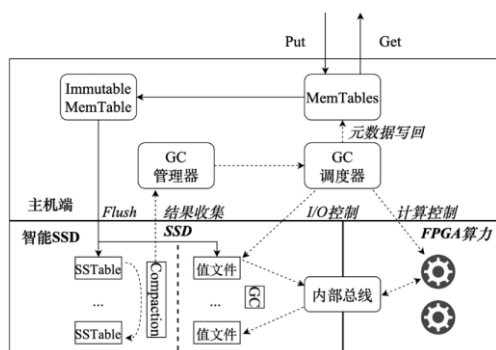 Put
Get
Immutable
MemTable
MemTables
元数据写回
GC
管理器
GC
调度器
主机端
Flush
结果收集
I/O控制
计算控制
智能SSD
SSD
FPGA算力
SSTable
Compaction
值文件
...
...
GC
内部总线
SSTable
值文件